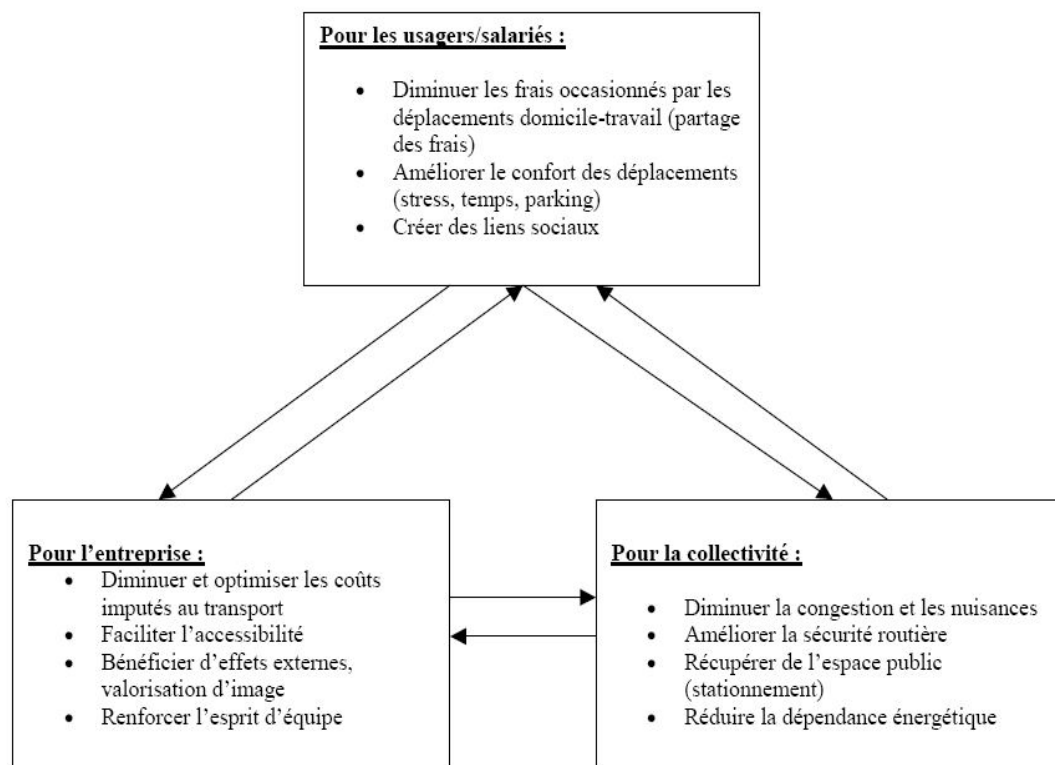 Pour les usagers/salariés :
• Diminuer les frais occasionnés par les
déplacements domicile-travail (partage
des frais)
• Améliorer le confort des déplacements
(stress, temps, parking)
• Créer des liens sociaux
Pour l’entreprise :
• Diminuer et optimiser les coûts
imputés au transport
• Faciliter l’accessibilité
• Bénéficier d’effets externes,
valorisation d’image
• Renforcer l’esprit d’équipe
Pour la collectivité :
• Diminuer la congestion et les nuisances
• Améliorer la sécurité routière
• Récupérer de l’espace public
(stationnement)
• Réduire la dépendance énergétique